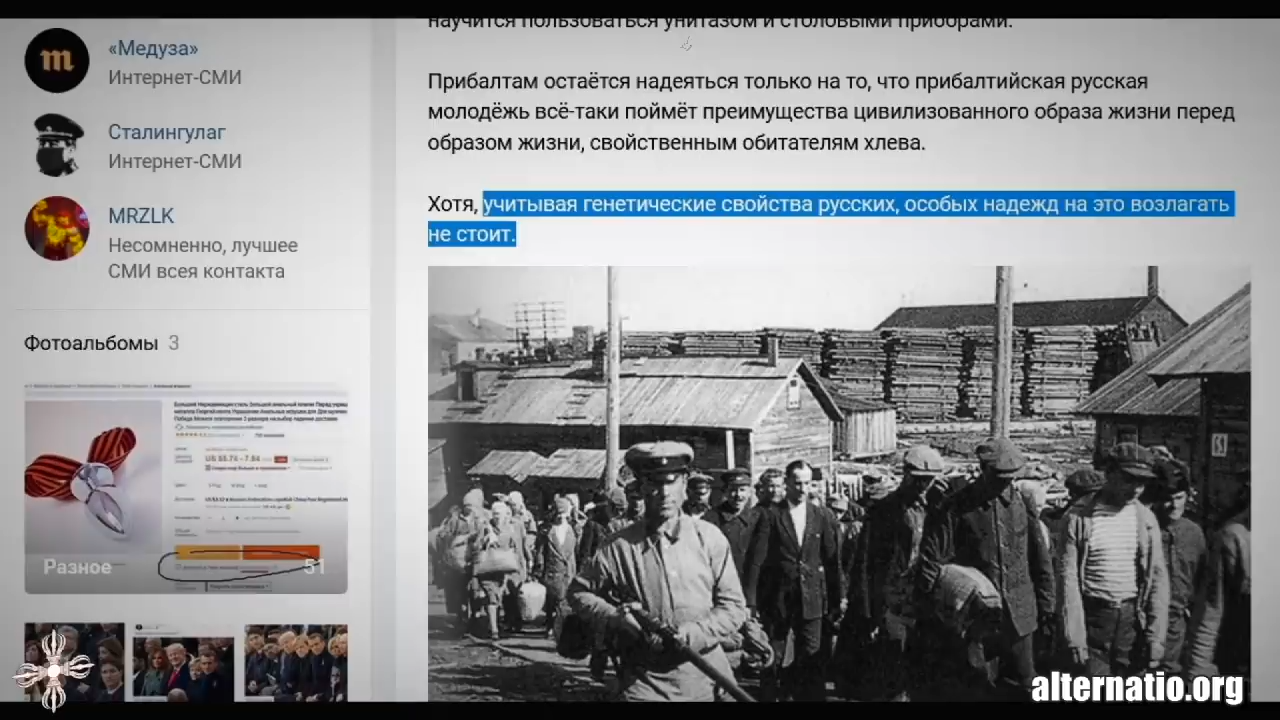 «Медуза»
Интернет-СМИ
Сталингулаг
Интернет-СМИ
MRZLK
Несомненно, лучшее
СМИ всея контакта
Фотоальбомы 3
Разное 51
научится пользоваться унитазом и столовыми приборами.
Прибалтам остаётся надеяться только на то, что прибалтийская русская
молодёжь всё-таки поймёт преимущества цивилизованного образа жизни перед
образом жизни, свойственным обитателям хлева.
Хотя, учитывая генетические свойства русских, особых надежд на это возлагать
не стоит.
alternatio.org